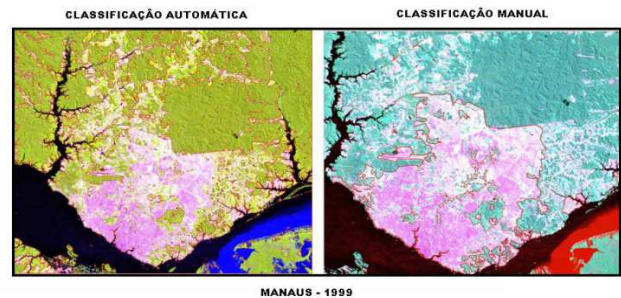 CLASSIFICAÇÃO AUTOMÁTICA
CLASSIFICAÇÃO MANUAL
MANAUS - 1999